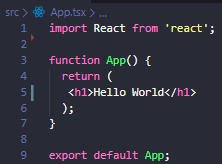 src > App.tsx > ...
1 import React from 'react';
2
3 function App() {
4 return (
5 <h1>Hello World</h1>
6 );
7 }
8
9 export default App;